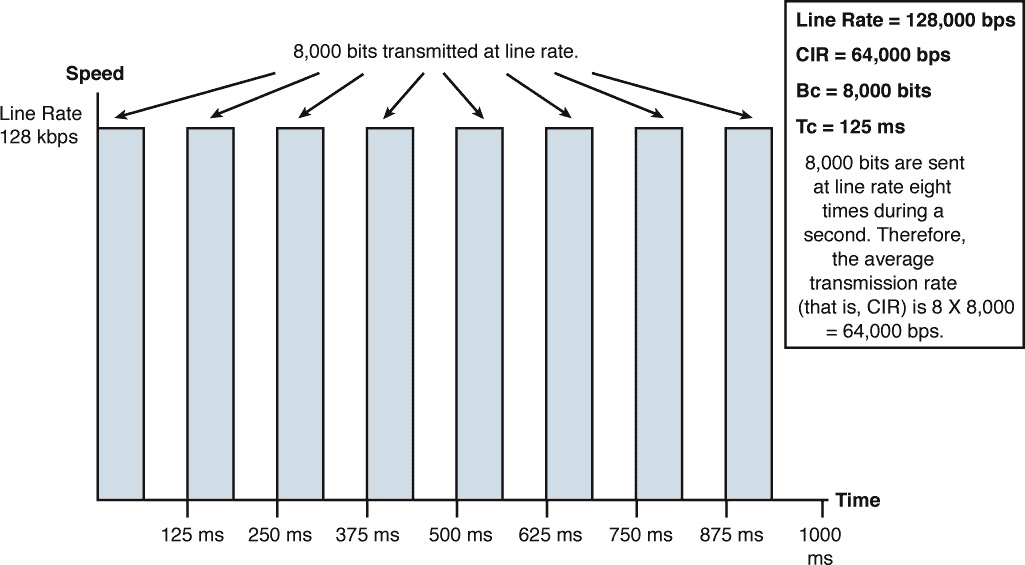 8,000 bits transmitted at line rate.
Speed
Line Rate
128 kbps
Time
125 ms
250 ms
375 ms
500 ms
625 ms
750 ms
875 ms
1000
ms
Line Rate = 128,000 bps
CIR = 64,000 bps
Bc = 8,000 bits
Tc = 125 ms
8,000 bits are sent
at line rate eight
times during a
second. Therefore,
the average
transmission rate
(that is, CIR) is 8 X 8,000
= 64,000 bps.